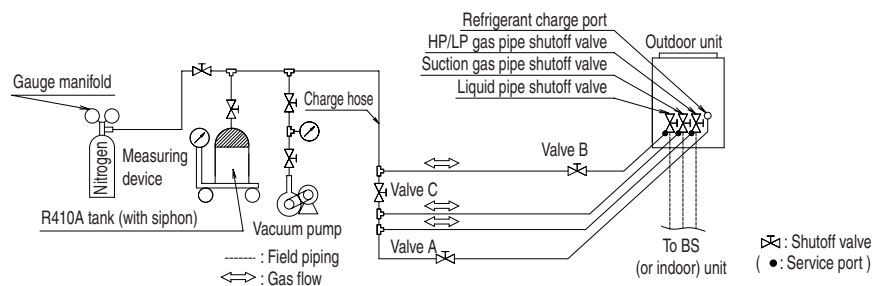 Refrigerant charge port
HP/LP gas pipe shutoff valve
Suction gas pipe shutoff valve
Liquid pipe shutoff valve
Outdoor unit
Gauge manifold
Charge hose
Nitrogen
Measuring
device
Valve B
Valve C
R410A tank (with siphon)
Vacuum pump
Valve A
: Field piping
: Gas flow
To BS
(or indoor) unit
: Shutoff valve
( : Service port )